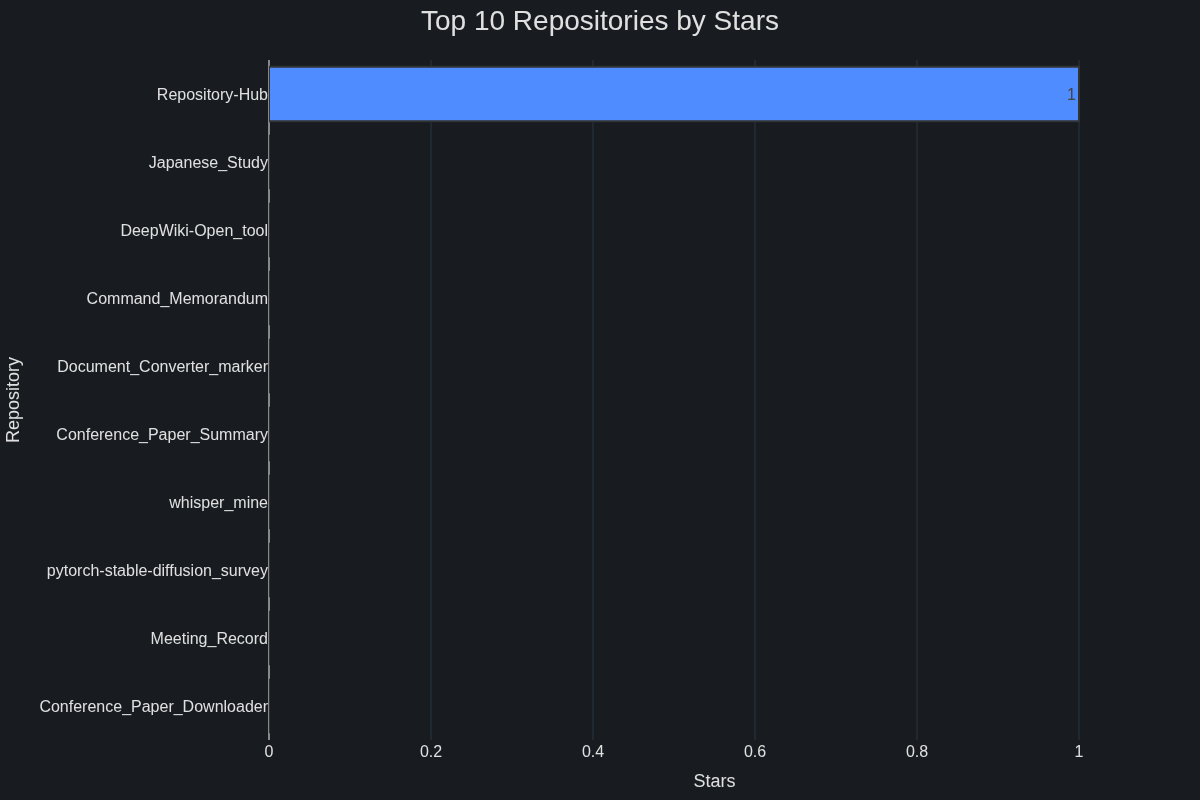 Top 10 Repositories by Stars
Repository-Hub
1
Japanese_Study
DeepWiki-Open_tool
Command_Memorandum
Document_Converter_marker
Conference_Paper_Summary
whisper_mine
pytorch-stable-diffusion_survey
Meeting_Record
Conference_Paper_Downloader
Repository
0 0.2 0.4 0.6 0.8 1
Stars